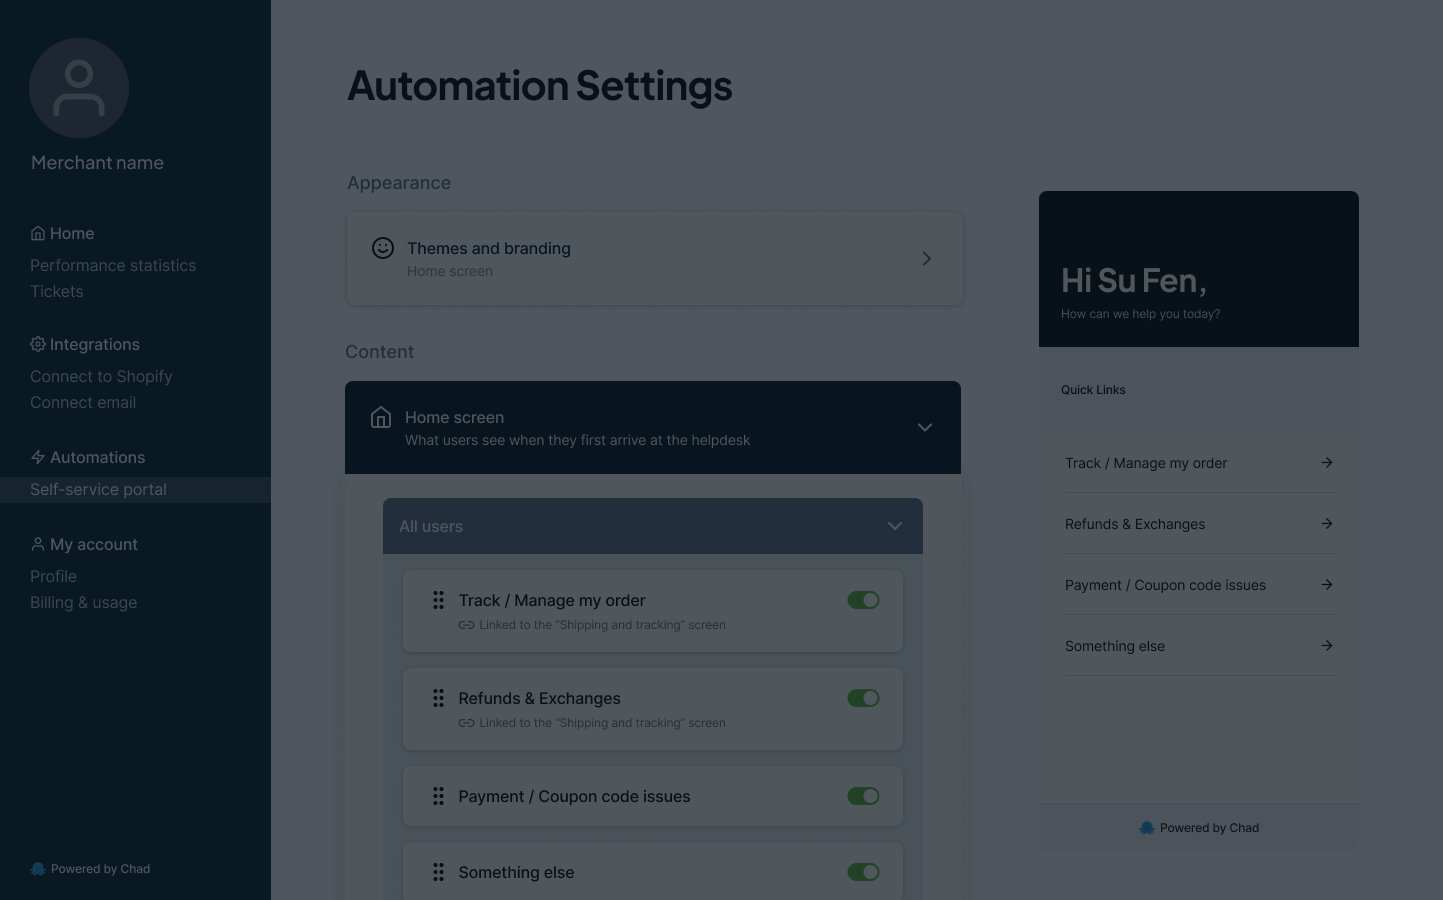 Merchant name
Home
Performance statistics
Tickets
Integrations
Connect to Shopify
Connect email
Automations
Self-service portal
My account
Profile
Billing & usage
Powered by Chad
Automation Settings
Appearance
Themes and branding
Home screen
Content
Home screen
What users see when they first arrive at the helpdesk
All users
Track / Manage my order
Linked to the "Shipping and tracking" screen
Refunds & Exchanges
Linked to the "Shipping and tracking" screen
Payment / Coupon code issues
Something else
Hi Su Fen,
How can we help you today?
Quick Links
Track / Manage my order
Refunds & Exchanges
Payment / Coupon code issues
Something else
Powered by Chad